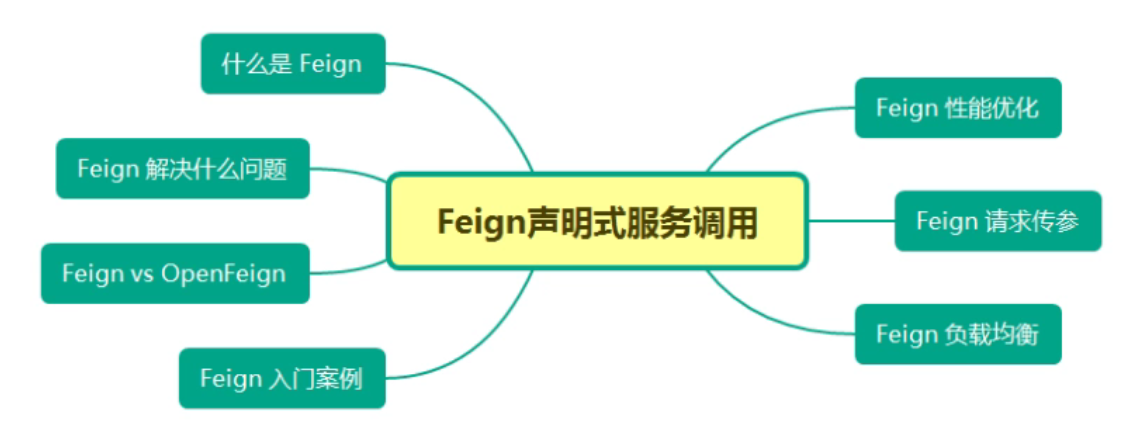 什么是 Feign
Feign 解决什么问题
Feign vs OpenFeign
Feign 入门案例
Feign声明式服务调用
Feign 性能优化
Feign 请求传参
Feign 负载均衡